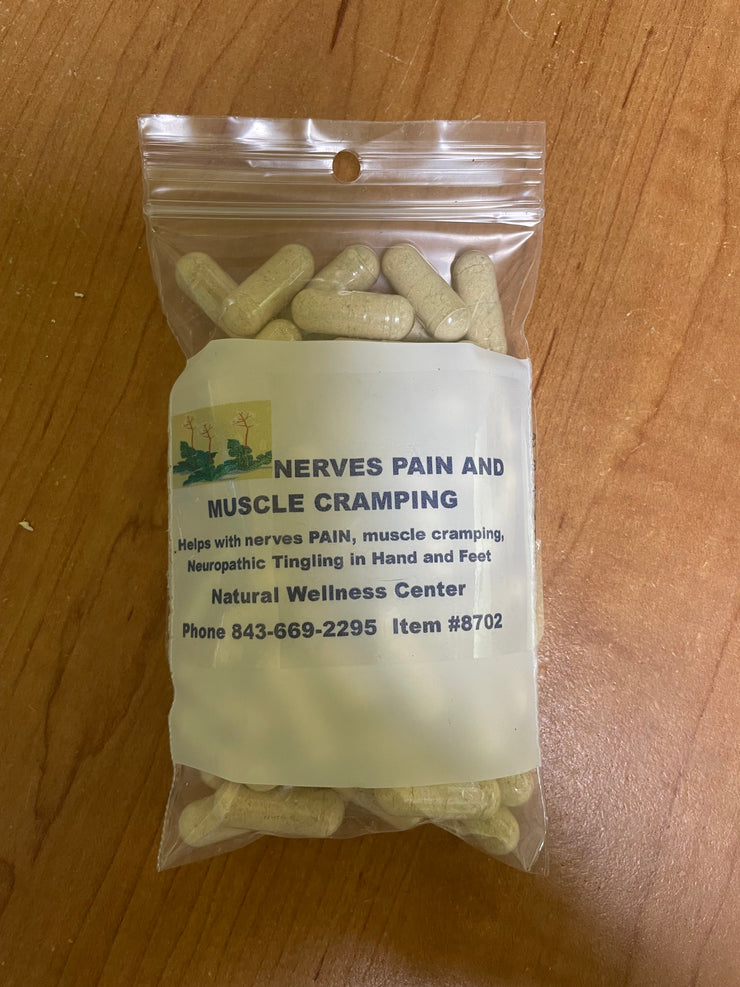 NERVES PAIN AND
MUSCLE CRAMPING
Helps with nerves PAIN, muscle cramping,
Neuropathic Tingling in Hand and Feet
Natural Wellness Center
Phone 843-669-2295 Item #8702